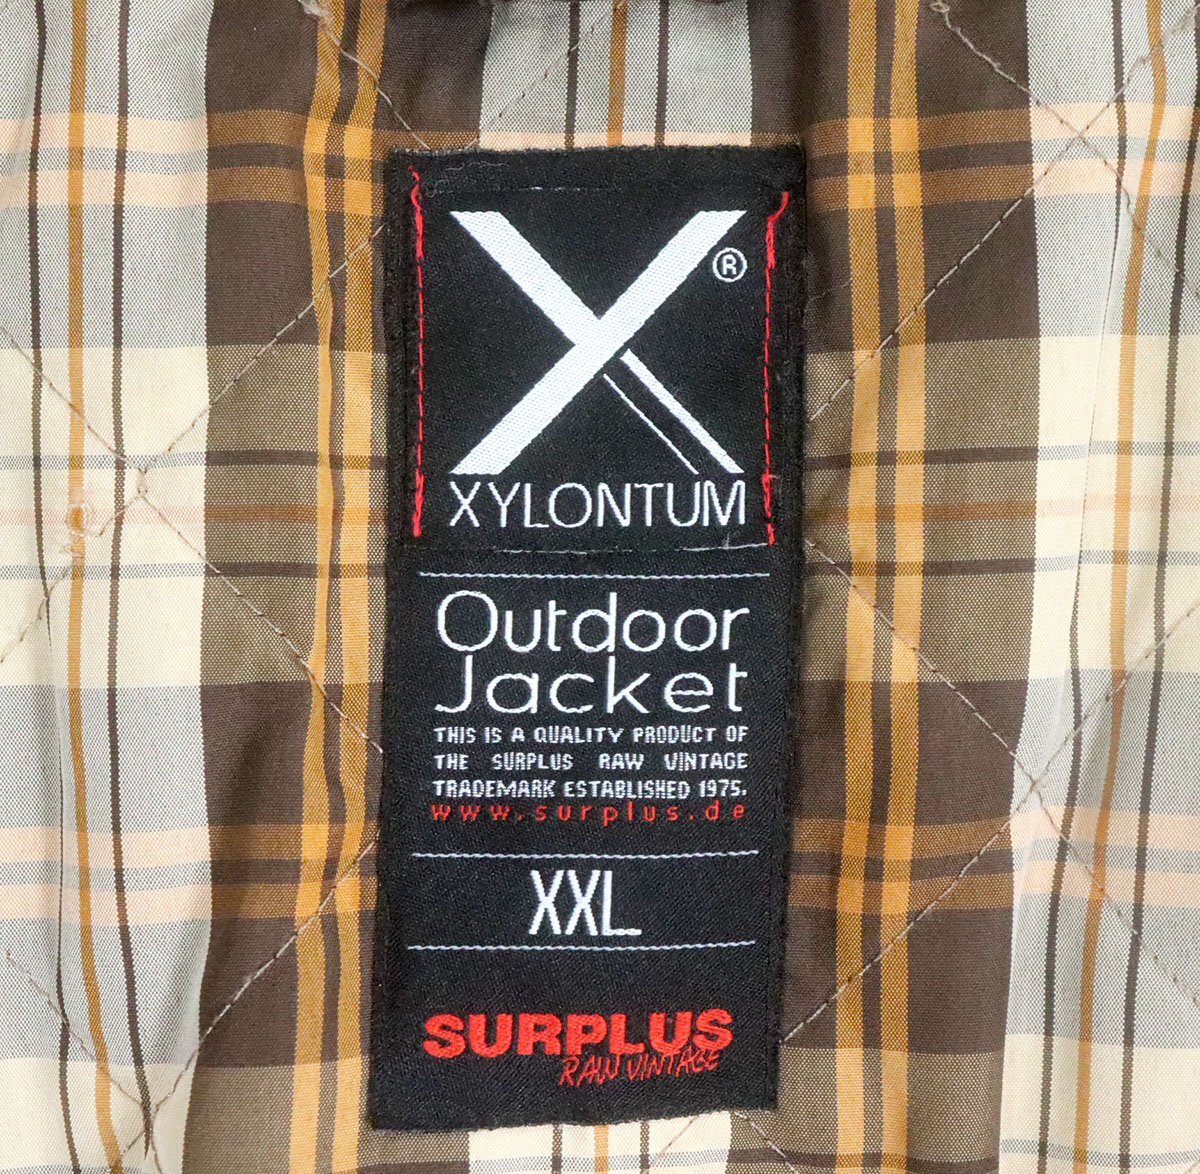 X®
XYLONTUM
Outdoor
Jacket
THIS IS A QUALITY PRODUCT OF
THE SURPLUS RAW VINTAGE
TRADEMARK ESTABLISHED 1975.
www.surplus.de
XXL
SURPLUS
RAW VINTAGE